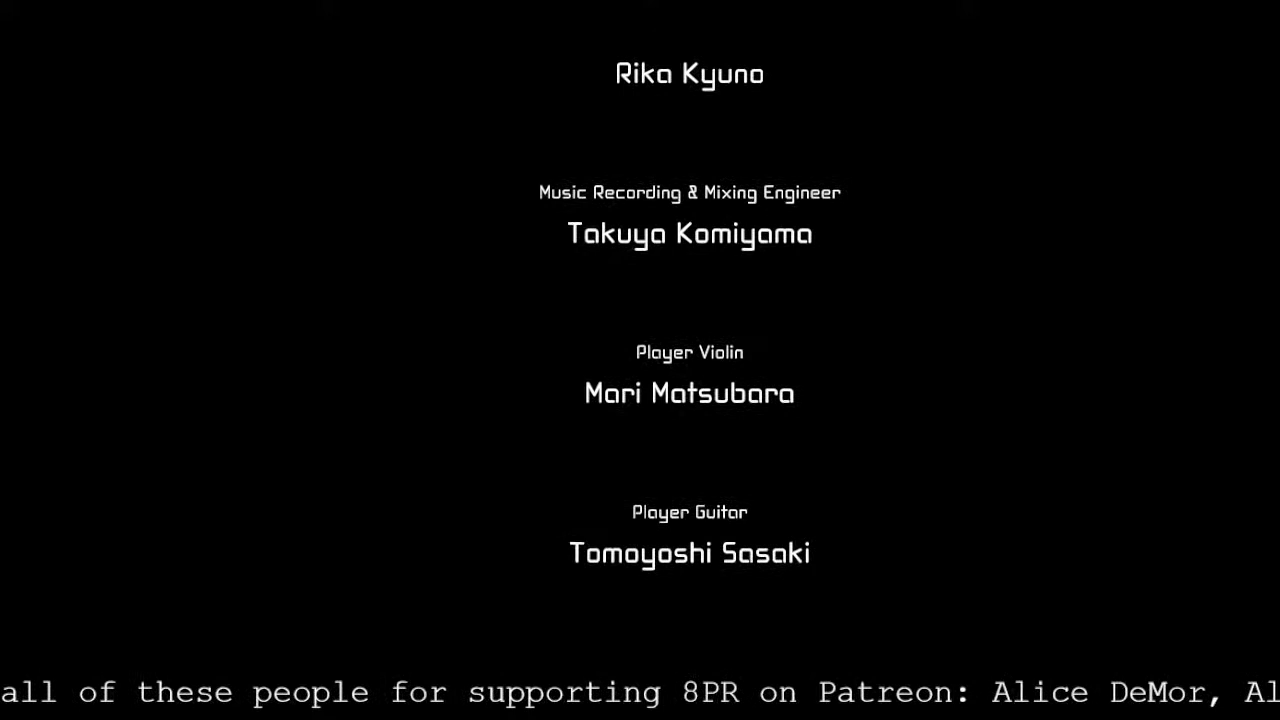 Rika Kyuno
Music Recording & Mixing Engineer
Takuya Komiyama
Player Violin
Mari Matsubara
Player Guitar
Tomoyoshi Sasaki
all of these people for supporting 8PR on Patreon: Alice DeMor, Al